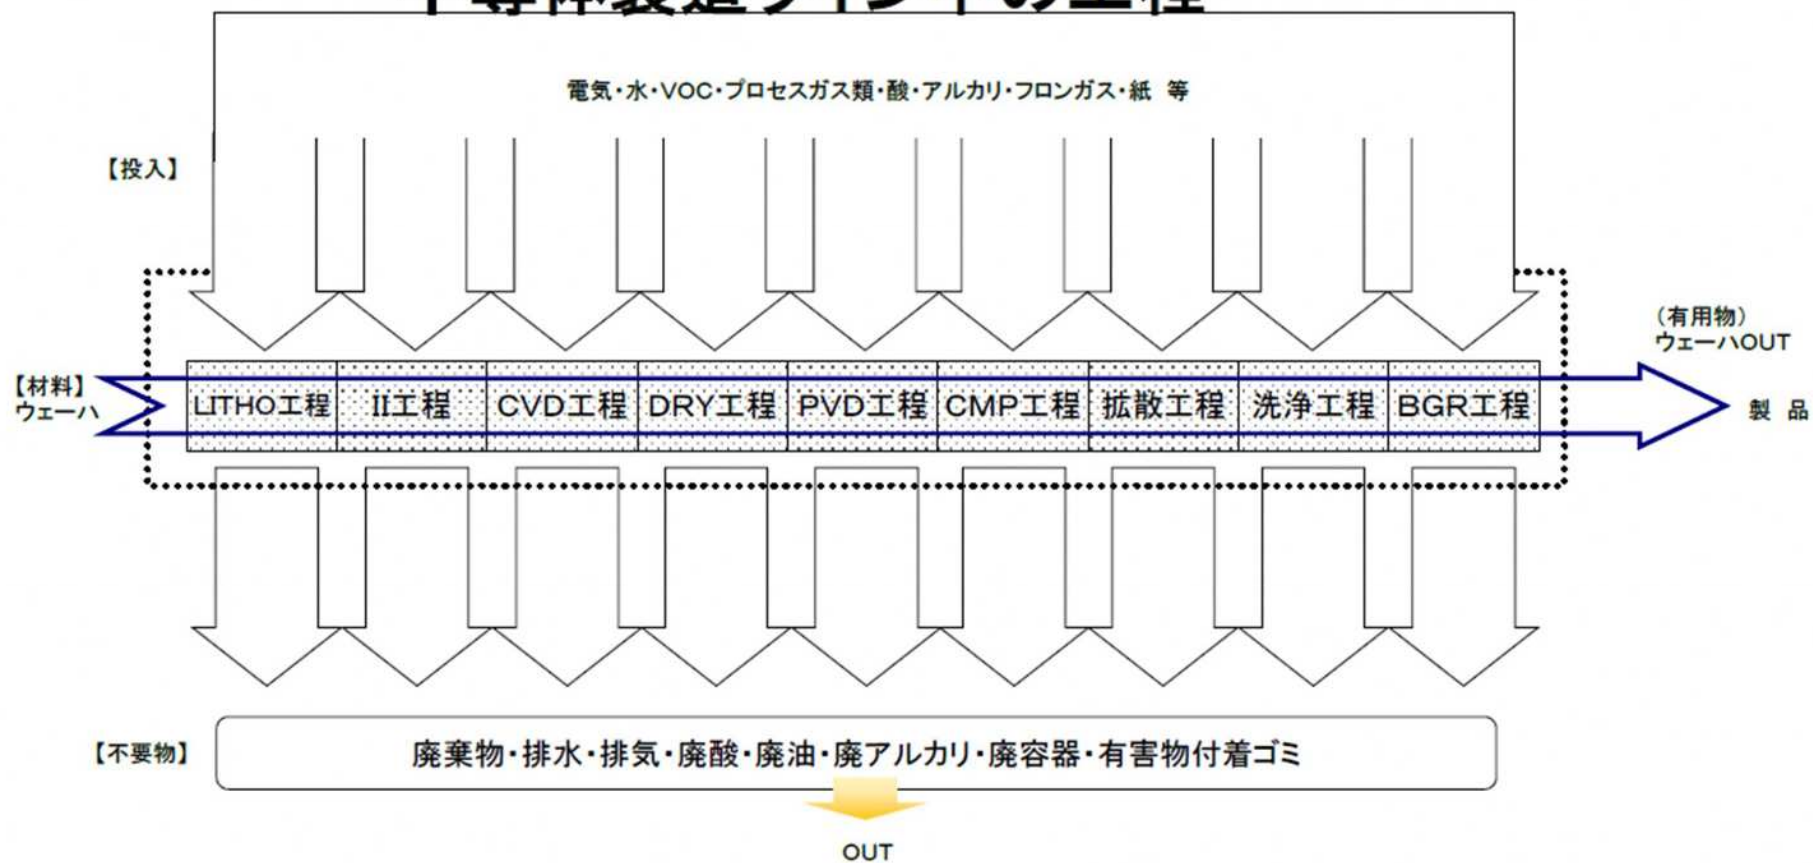 電気・水・VOC・プロセスガス類・酸・アルカリ・フロンガス・紙 等
【投入】
(有用物)
ウェーハOUT
【材料】
ウェーハ
LITHO工程 II工程 CVD工程 DRY工程 PVD工程 CMP工程 拡散工程 洗浄工程 BGR工程
製 品
【不要物】
廃棄物・排水・排気・廃酸・廃油・廃アルカリ・廃容器・有害物付着ゴミ
OUT